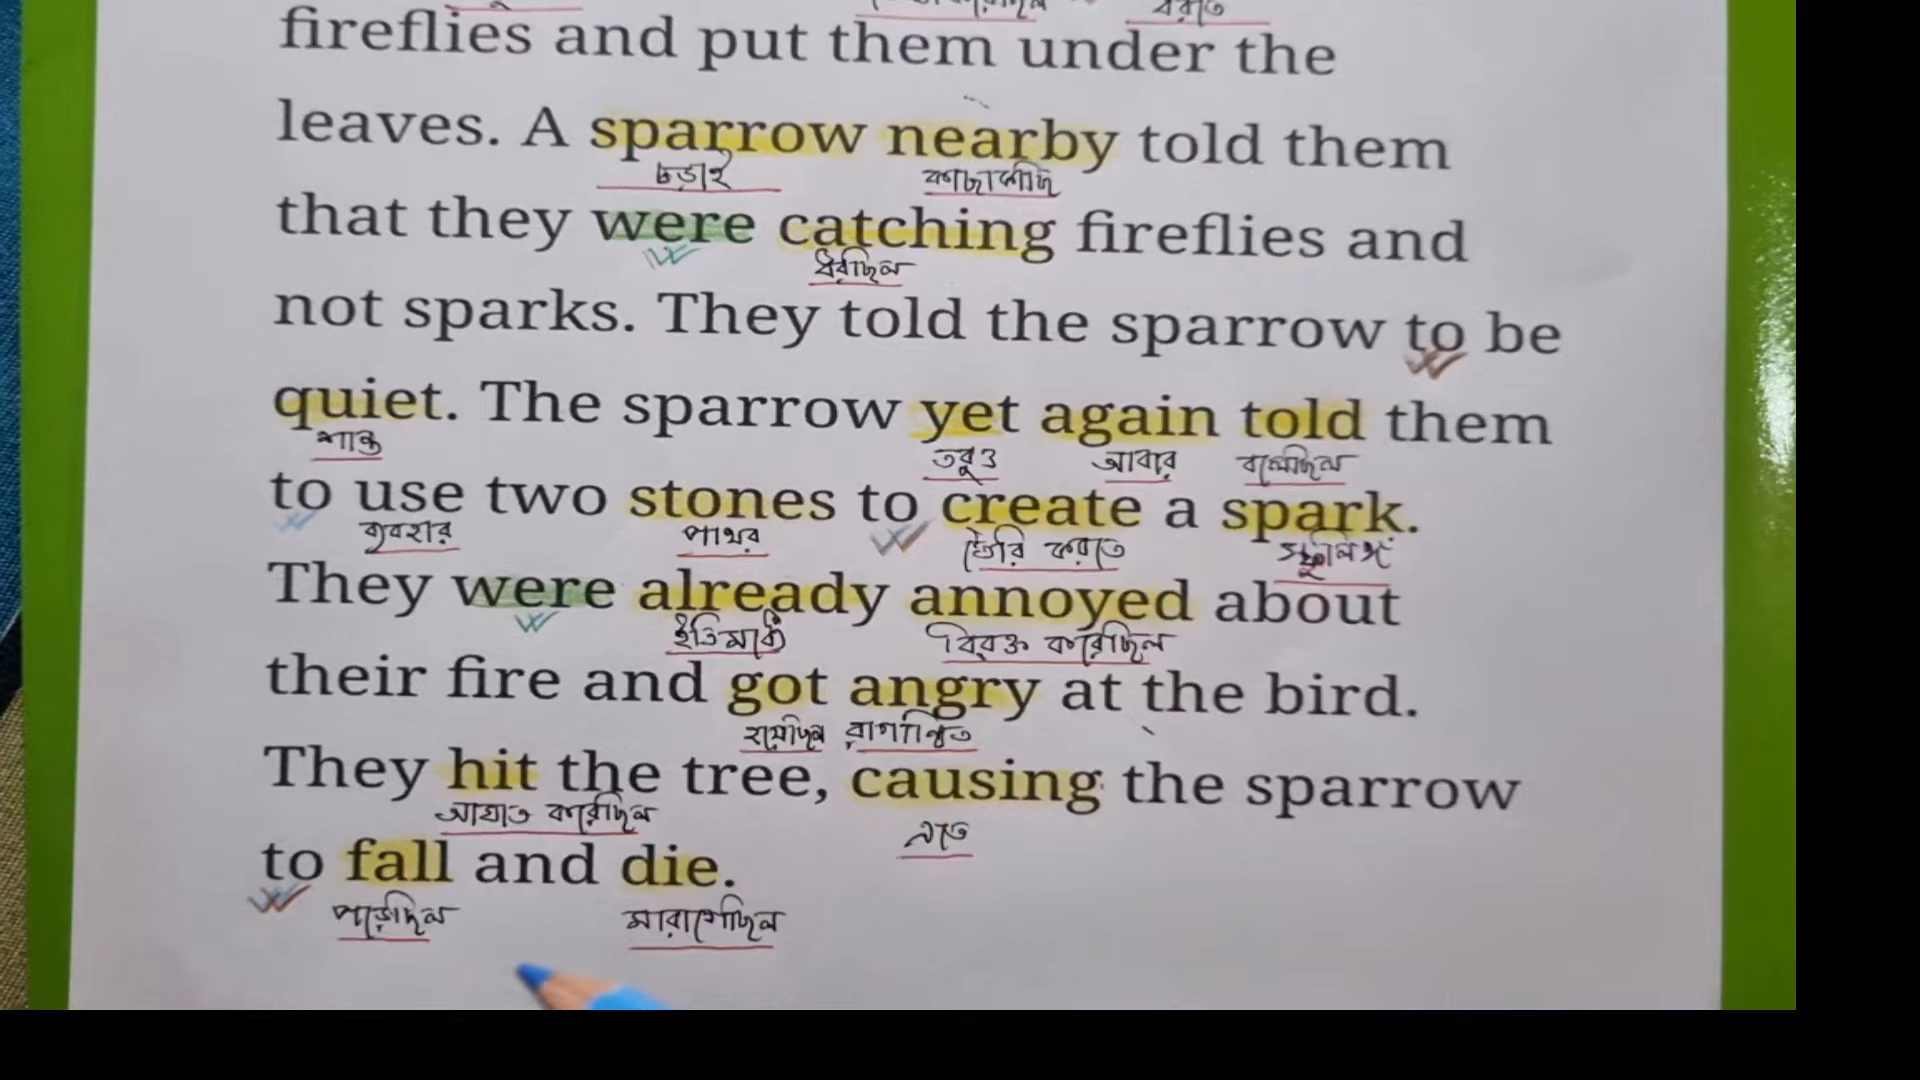 বরতে
fireflies and put them under the
leaves. A sparrow nearby told them
চড়াই কাছাকাছি
that they were catching fireflies and
ধরছিল
not sparks. They told the sparrow to be
quiet. The sparrow yet again told them
শান্ত তবুও আবার বলেছিল
to use two stones to create a spark.
ব্যবহার পাথর তৈরি করতে স্ফুলিঙ্গ
They were already annoyed about
ইতিমধ্যে বিরক্ত করেছিল
their fire and got angry at the bird.
হয়েছিল রাগান্বিত
They hit the tree, causing the sparrow
আঘাত করেছিল
to fall and die.
পড়েছিল মারাগেছিল